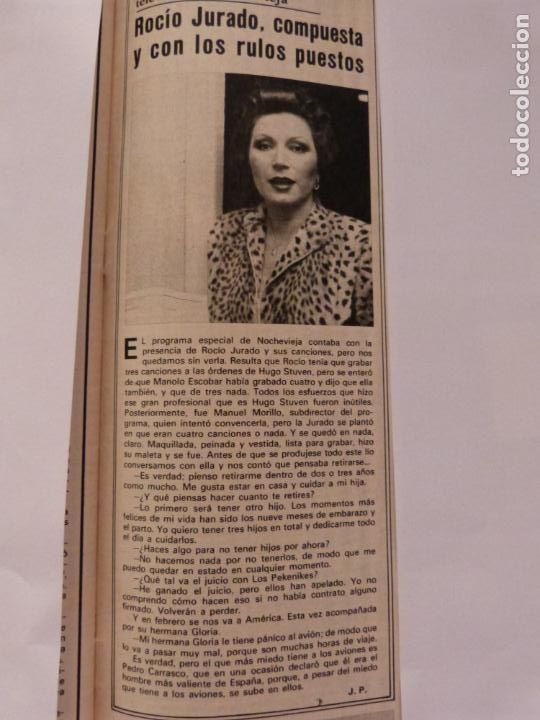 Rocío Jurado, compuesta
y con los rulos puestos
EL programa especial de Nochevieja contaba con la
presencia de Rocío Jurado y sus canciones, pero nos
quedamos sin verla. Resulta que Rocío tenía que grabar
tres canciones a las órdenes de Hugo Stuven, pero se enteró
de que Manolo Escobar había grabado cuatro y dijo que ella
también, y que de tres nada. Todos los esfuerzos que hizo
ese gran profesional que es Hugo Stuven fueron inútiles.
Posteriormente, fue Manuel Morillo, subdirector del pro-
grama, quien intentó convencerla, pero la Jurado se plantó
en que eran cuatro canciones o nada. Y se quedó en nada,
claro. Maquillada, peinada y vestida, lista para grabar, hizo
su maleta y se fue. Antes de que se produjese todo este lío
conversamos con ella y nos contó que pensaba retirarse...
—Es verdad; pienso retirarme dentro de dos o tres años
como mucho. Me gusta estar en casa y cuidar a mi hija.
—¿Y qué piensas hacer cuanto te retires?
—Lo primero será tener otro hijo. Los momentos más
felices de mi vida han sido los nueve meses de embarazo y
el parto. Yo quiero tener tres hijos en total y dedicarme todo
el día a cuidarlos.
—¿Haces algo para no tener hijos por ahora?
—No hacemos nada por no tenerlos, de modo que me
puedo quedar en estado en cualquier momento.
—¿Qué tal va el juicio con Los Pekenikes?
—He ganado el juicio, pero ellos han apelado. Yo no
comprendo cómo hacen eso si no había contrato alguno
firmado. Volverán a perder.
Y en febrero se nos va a América. Esta vez acompañada
por su hermana Gloria.
—Mi hermana Gloria le tiene pánico al avión; de modo que
lo va a pasar muy mal, porque son muchas horas de viaje.
Es verdad, pero el que más miedo tiene a los aviones es
Pedro Carrasco, que en una ocasión declaró que él era el
hombre más valiente de España, porque, a pesar del miedo
que tiene a los aviones, se sube en ellos.
J. P.
todocoleccion